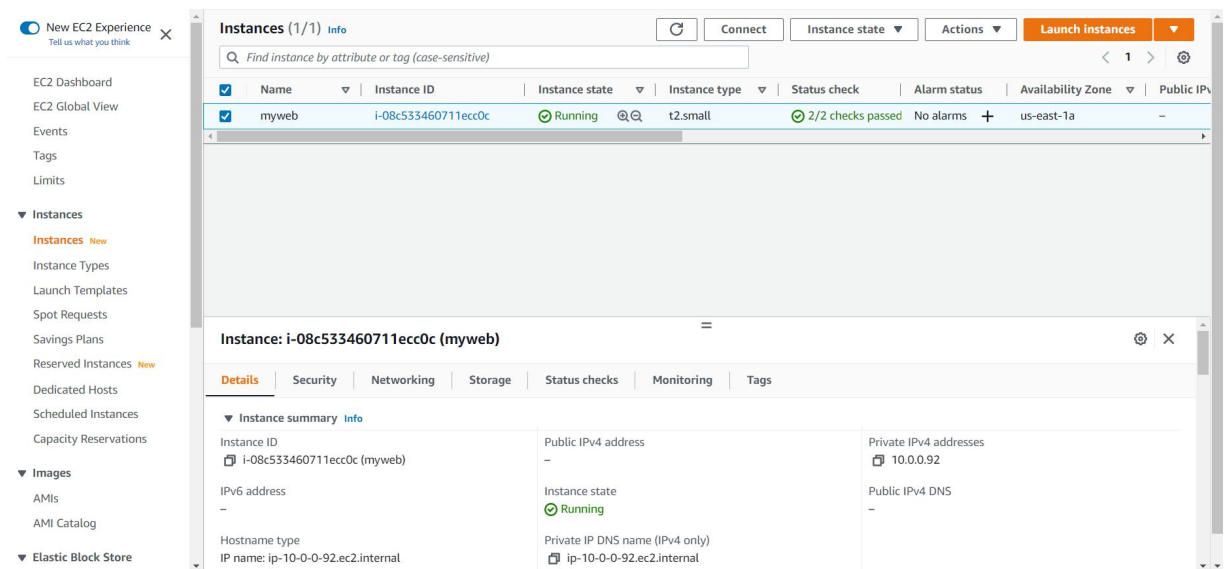 New EC2 Experience
Tell us what you think
EC2 Dashboard
EC2 Global View
Events
Tags
Limits
Instances
Instances New
Instance Types
Launch Templates
Spot Requests
Savings Plans
Reserved Instances New
Dedicated Hosts
Scheduled Instances
Capacity Reservations
Images
AMIs
AMI Catalog
Elastic Block Store
Instances (1/1) Info
Connect
Instance state
Actions
Launch instances
Find instance by attribute or tag (case-sensitive)
1
Name Instance ID Instance state Instance type Status check Alarm status Availability Zone Public IPv
myweb i-08c533460711ecc0c Running t2.small 2/2 checks passed No alarms + us-east-1a –
Instance: i-08c533460711ecc0c (myweb)
Details Security Networking Storage Status checks Monitoring Tags
Instance summary Info
Instance ID Public IPv4 address Private IPv4 addresses
i-08c533460711ecc0c (myweb) – 10.0.0.92
IPv6 address Instance state Public IPv4 DNS
– Running –
Hostname type Private IP DNS name (IPv4 only)
IP name: ip-10-0-0-92.ec2.internal ip-10-0-0-92.ec2.internal